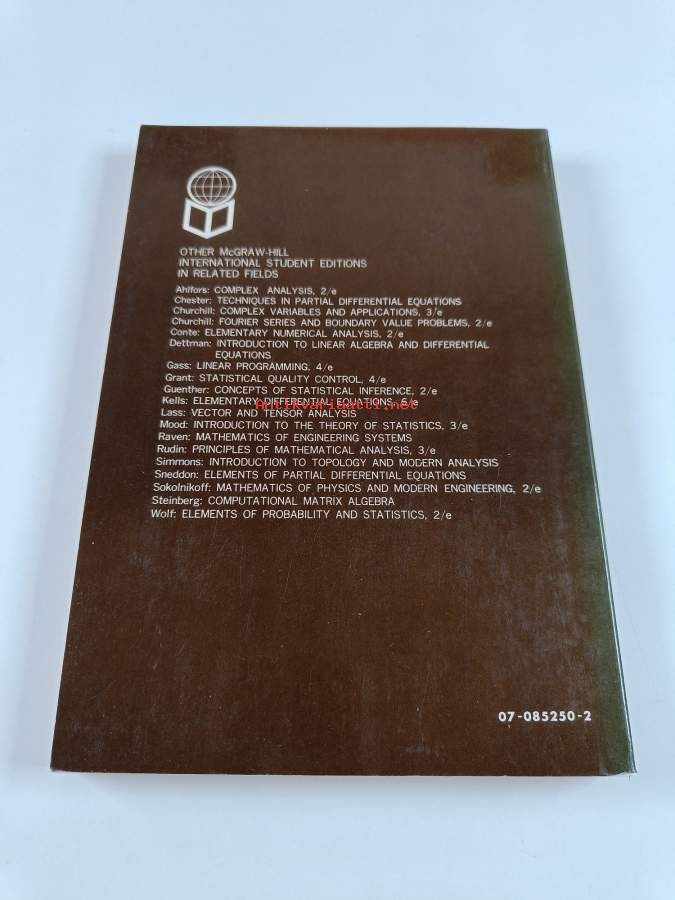 OTHER McGRAW-HILL
INTERNATIONAL STUDENT EDITIONS
IN RELATED FIELDS
Ahlfors: COMPLEX ANALYSIS, 2/e
Chester: TECHNIQUES IN PARTIAL DIFFERENTIAL EQUATIONS
Churchill: COMPLEX VARIABLES AND APPLICATIONS, 3/e
Churchill: FOURIER SERIES AND BOUNDARY VALUE PROBLEMS, 2/e
Conte: ELEMENTARY NUMERICAL ANALYSIS, 2/e
Dettman: INTRODUCTION TO LINEAR ALGEBRA AND DIFFERENTIAL
EQUATIONS
Gass: LINEAR PROGRAMMING, 4/e
Grant: STATISTICAL QUALITY CONTROL, 4/e
Guenther: CONCEPTS OF STATISTICAL INFERENCE, 2/e
Kells: ELEMENTARY DIFFERENTIAL EQUATIONS, 6/e
Antikvariaatti.net
Lass: VECTOR AND TENSOR ANALYSIS
Mood: INTRODUCTION TO THE THEORY OF STATISTICS, 3/e
Raven: MATHEMATICS OF ENGINEERING SYSTEMS
Rudin: PRINCIPLES OF MATHEMATICAL ANALYSIS, 3/e
Simmons: INTRODUCTION TO TOPOLOGY AND MODERN ANALYSIS
Sneddon: ELEMENTS OF PARTIAL DIFFERENTIAL EQUATIONS
Sokolnikoff: MATHEMATICS OF PHYSICS AND MODERN ENGINEERING, 2/e
Steinberg: COMPUTATIONAL MATRIX ALGEBRA
Wolf: ELEMENTS OF PROBABILITY AND STATISTICS, 2/e
07-085250-2